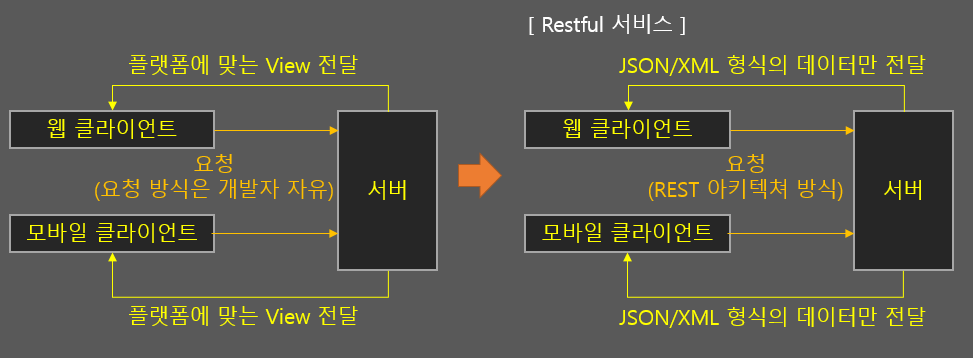 [ Restful 서비스 ]
플랫폼에 맞는 View 전달
웹 클라이언트
요청
(요청 방식은 개발자 자유)
서버
모바일 클라이언트
플랫폼에 맞는 View 전달
JSON/XML 형식의 데이터만 전달
웹 클라이언트
요청
(REST 아키텍쳐 방식)
서버
모바일 클라이언트
JSON/XML 형식의 데이터만 전달